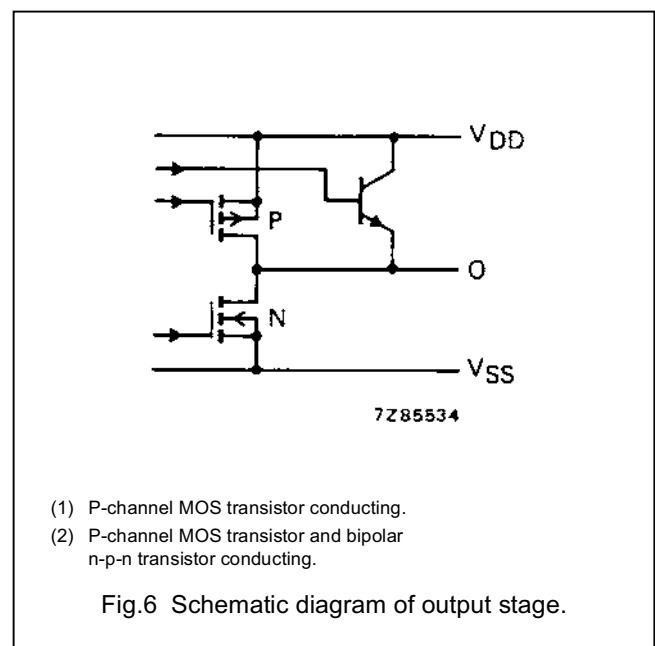 VDD
P
O
N
VSS
7Z85534
(1) P-channel MOS transistor conducting.
(2) P-channel MOS transistor and bipolar
n-p-n transistor conducting.
Fig.6 Schematic diagram of output stage.